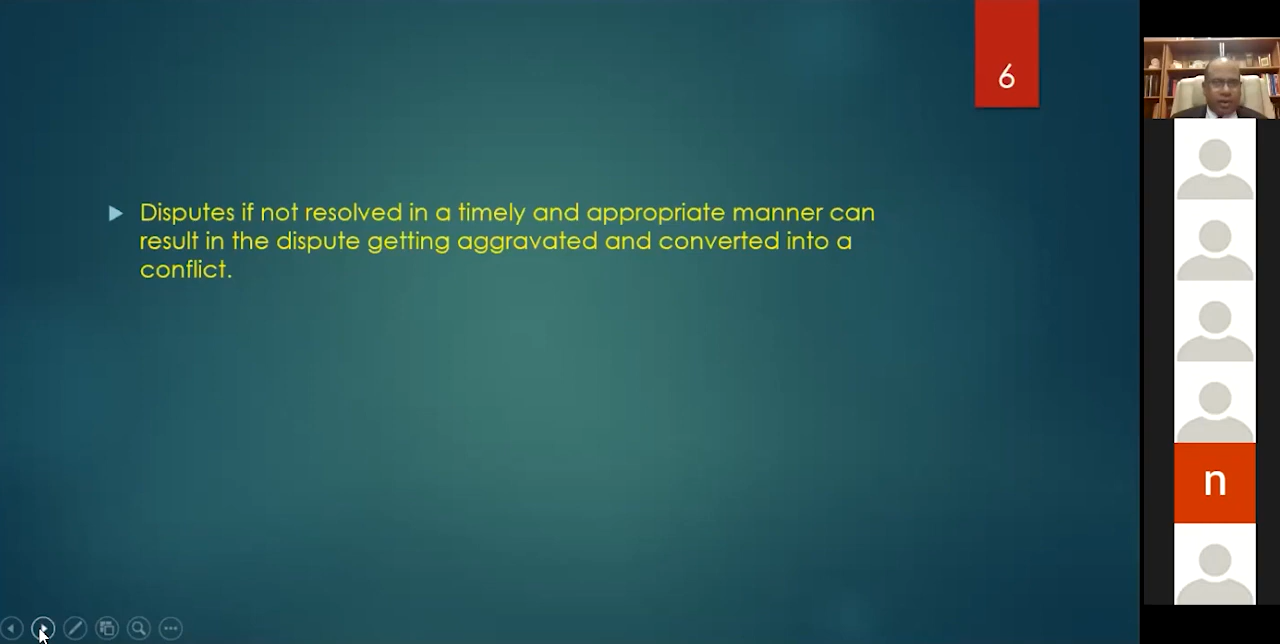 6
Disputes if not resolved in a timely and appropriate manner can
result in the dispute getting aggravated and converted into a
conflict.
n